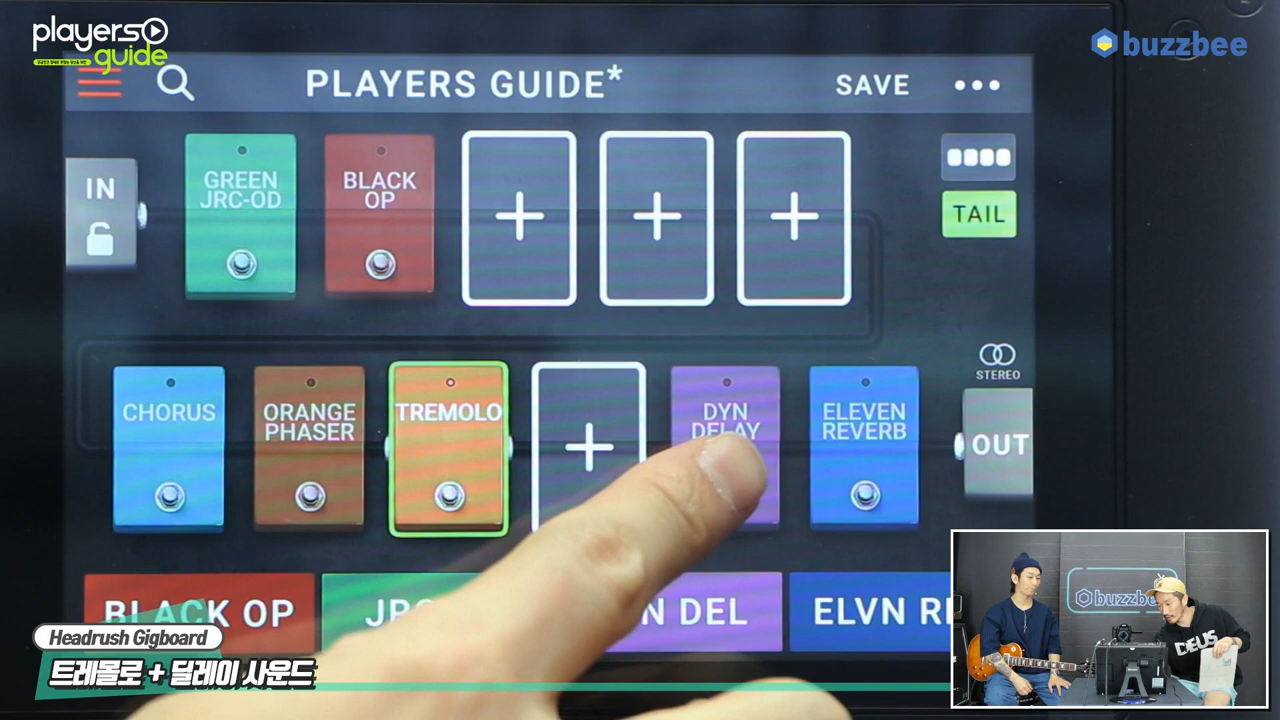 players
guide
buzzbee
PLAYERS GUIDE*
SAVE
IN
GREEN
JRC-OD
BLACK
OP
TAIL
STEREO
CHORUS
ORANGE
PHASER
TREMOLO
DYN
DELAY
ELEVEN
REVERB
OUT
BLACK OP
DEL
ELVN
Headrush Gigboard
트레몰로 + 딜레이 사운드
buzzbee
DEUS